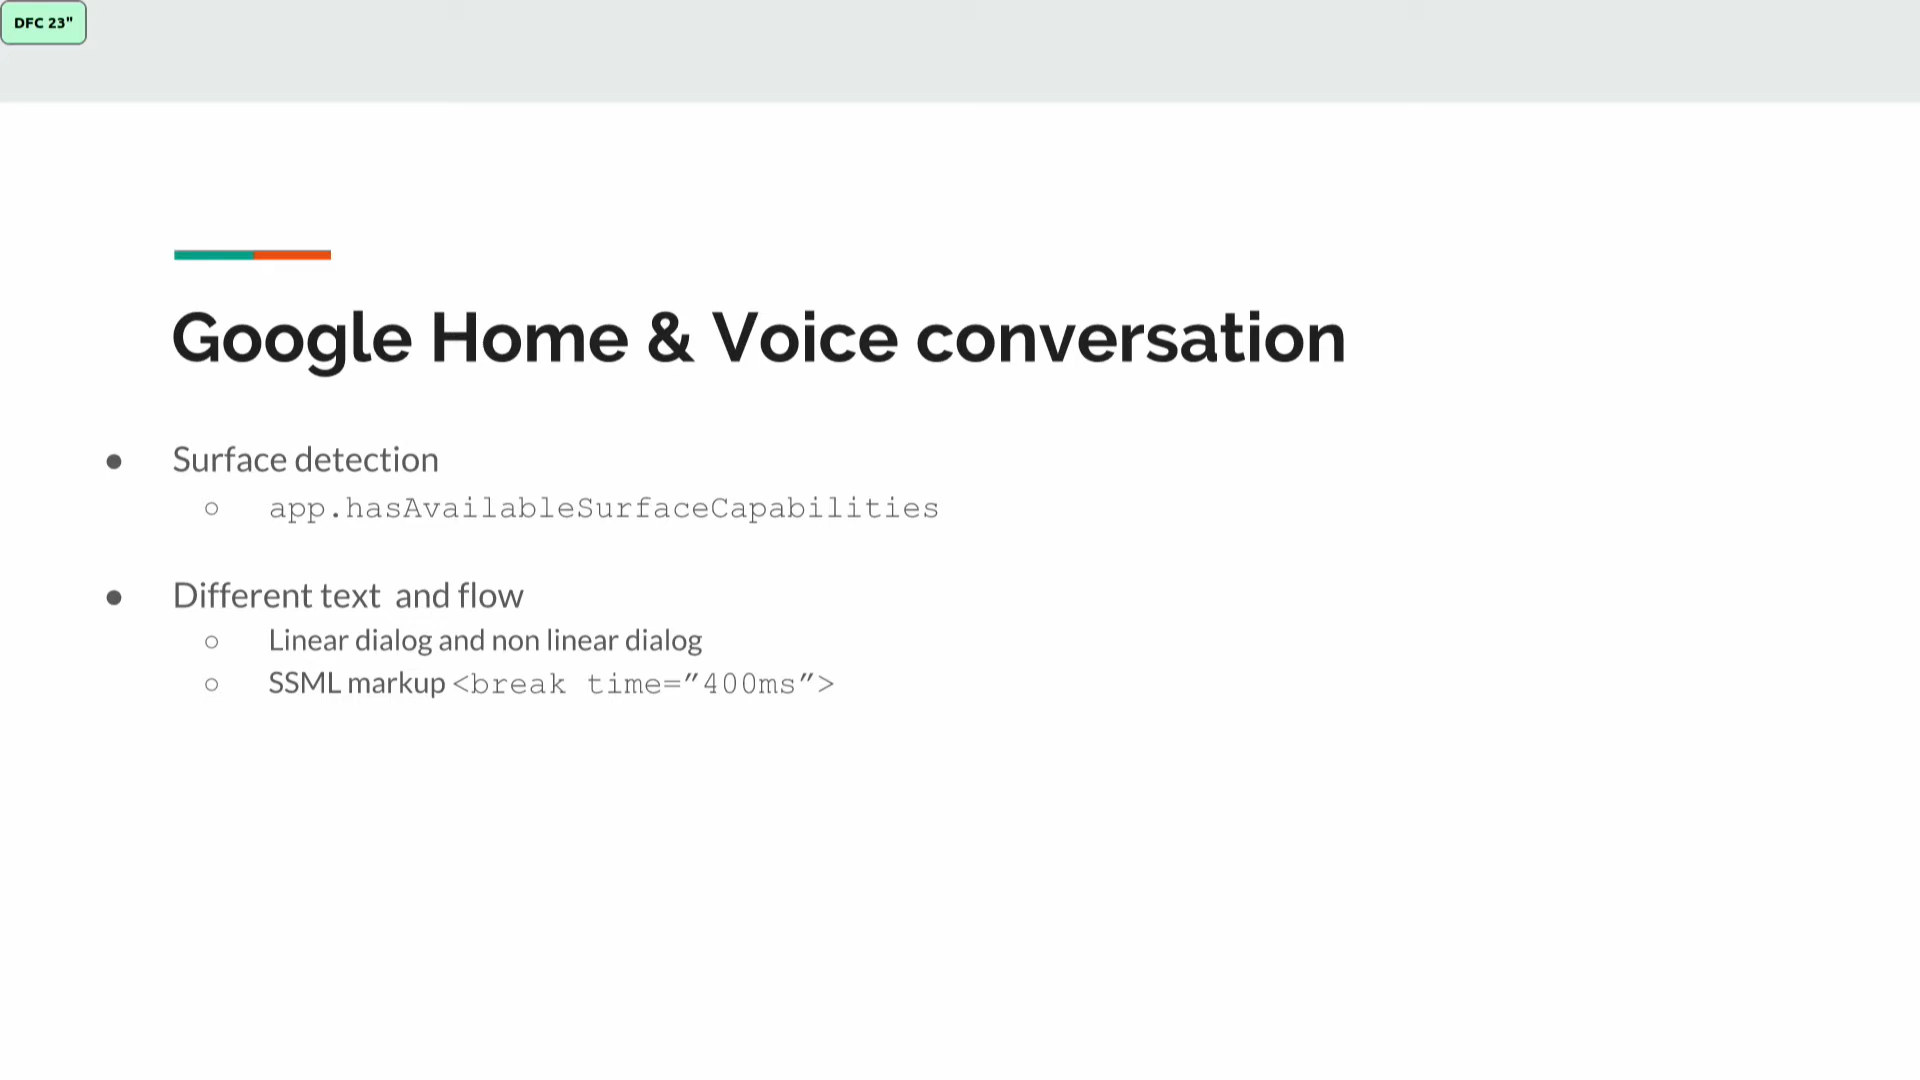 DFC 23"
Google Home & Voice conversation
● Surface detection
○ app.hasAvailableSurfaceCapabilities
● Different text  and flow
○ Linear dialog and non linear dialog
○ SSML markup <break time=”400ms”>